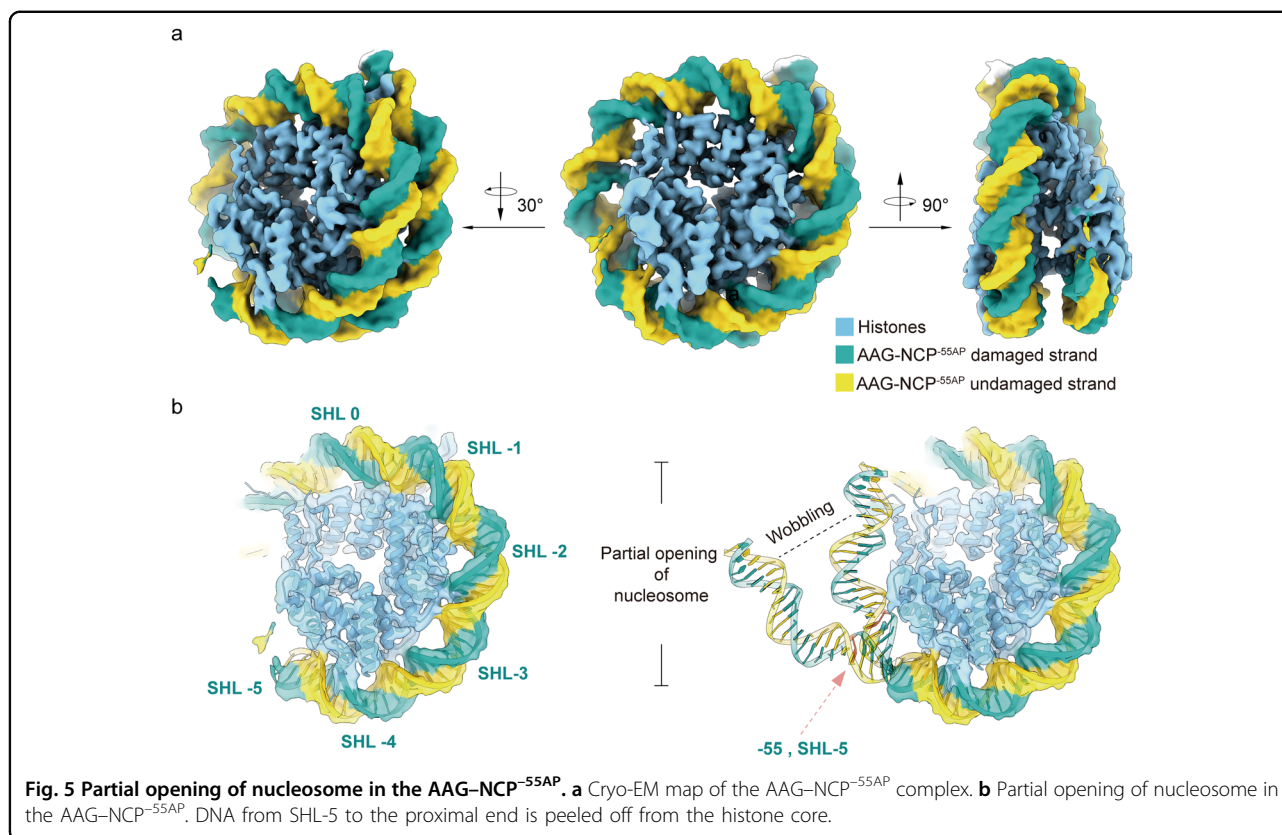 a
30°
90°
Histones
AAG-NCP-55AP damaged strand
AAG-NCP-55AP undamaged strand
b
SHL 0
SHL -1
SHL -2
SHL-3
SHL -4
SHL -5
Partial opening
of
nucleosome
Wobbling
-55 , SHL-5
Fig. 5 Partial opening of nucleosome in the AAG–NCP–55AP. a Cryo-EM map of the AAG–NCP–55AP complex. b Partial opening of nucleosome in
the AAG–NCP–55AP. DNA from SHL-5 to the proximal end is peeled off from the histone core.